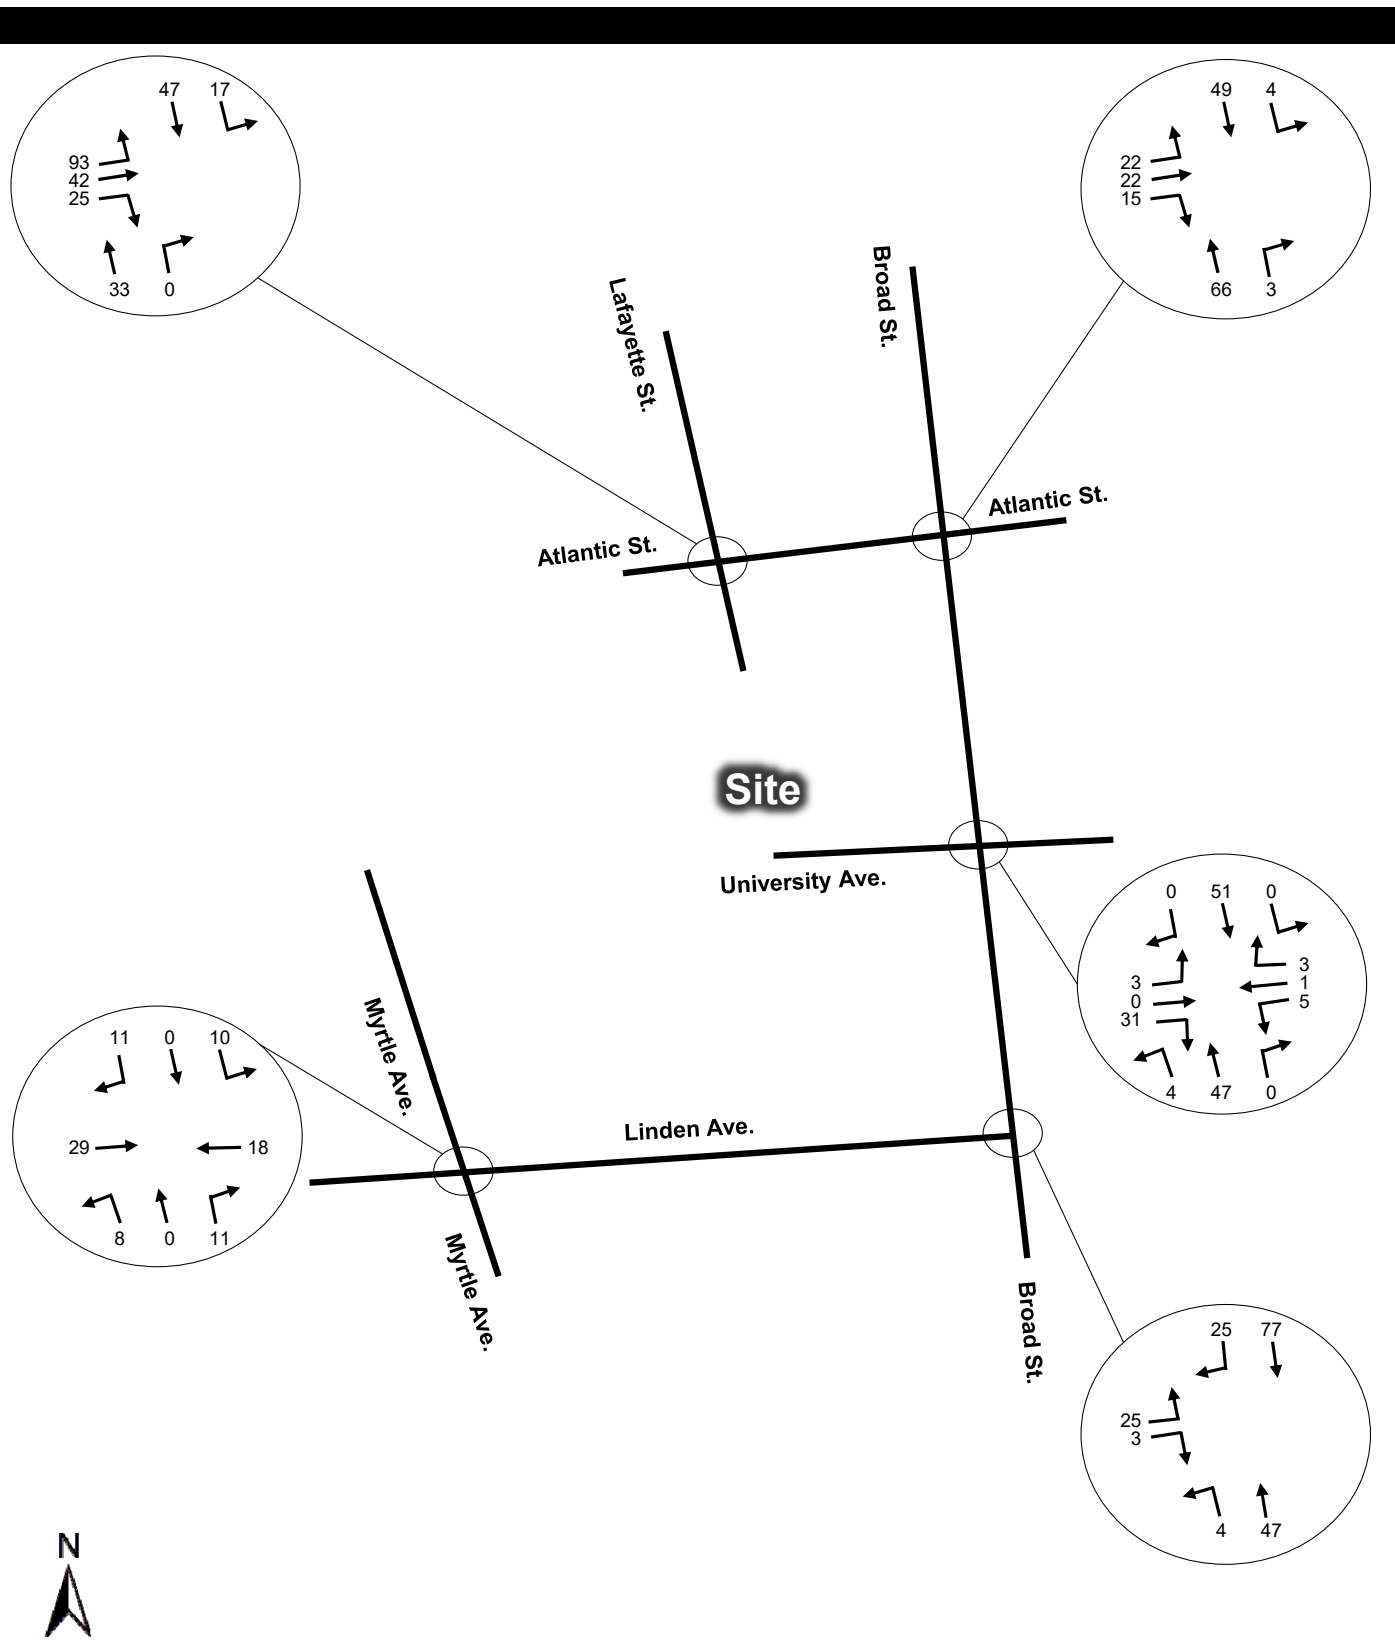 47 17
93
42
25
33 0
49 4
22
22
15
66 3
Lafayette St.
Broad St.
Atlantic St.
Atlantic St.
Site
University Ave.
0 51 0
3
0
31
3
1
5
4 47 0
Myrtle Ave.
Linden Ave.
11 0 10
29 18
8 0 11
Myrtle Ave.
Broad St.
25 77
25
3
4 47
N